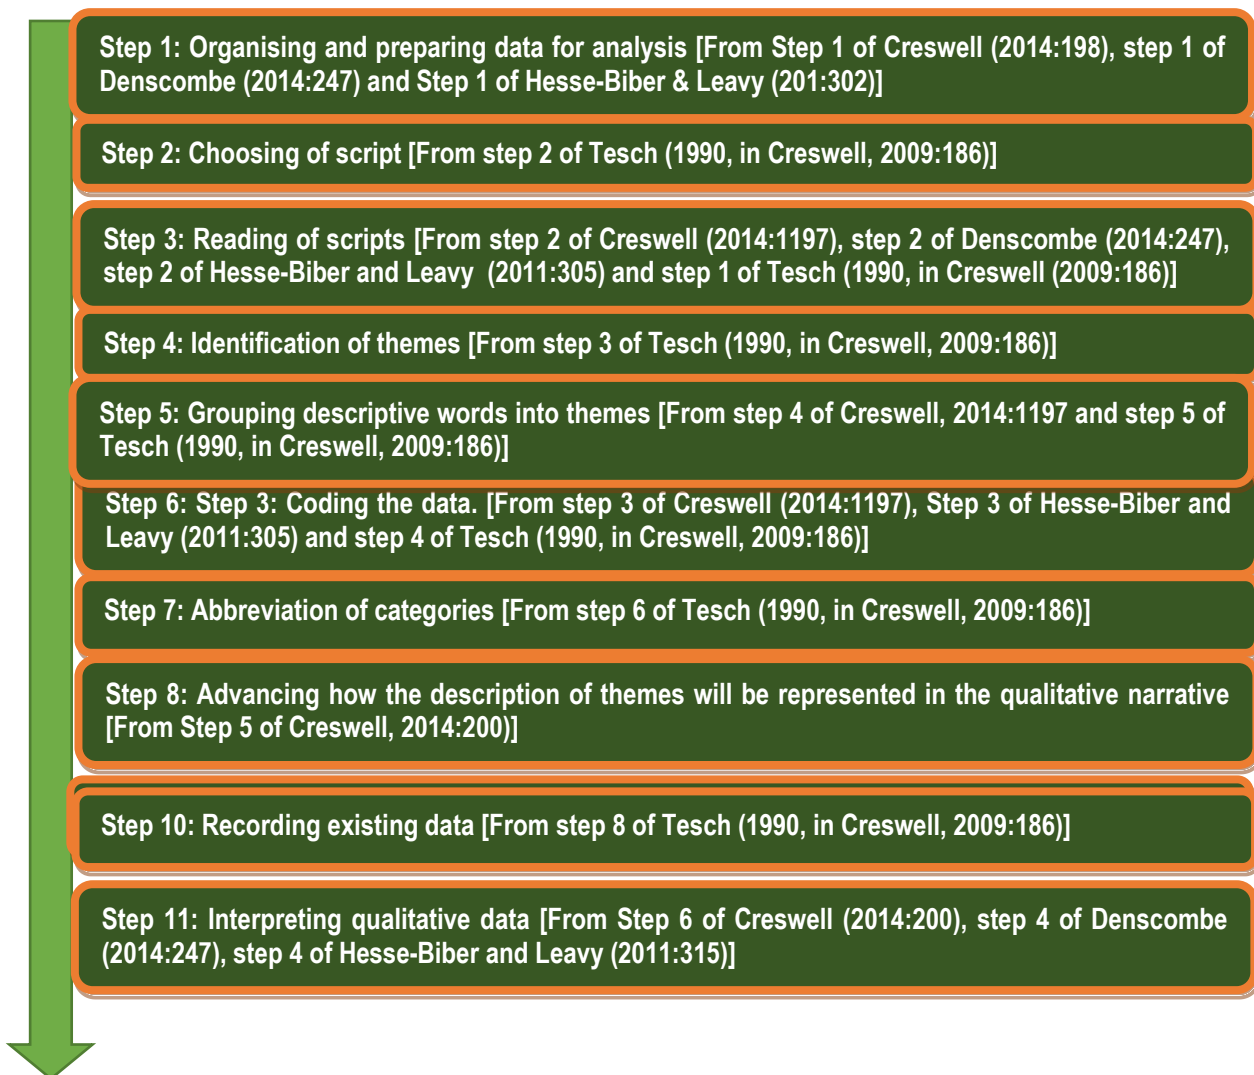 Step 1: Organising and preparing data for analysis [From Step 1 of Creswell (2014:198), step 1 of
Denscombe (2014:247) and Step 1 of Hesse-Biber & Leavy (201:302)]
Step 2: Choosing of script [From step 2 of Tesch (1990, in Creswell, 2009:186)]
Step 3: Reading of scripts [From step 2 of Creswell (2014:1197), step 2 of Denscombe (2014:247),
step 2 of Hesse-Biber and Leavy (2011:305) and step 1 of Tesch (1990, in Creswell (2009:186)]
Step 4: Identification of themes [From step 3 of Tesch (1990, in Creswell, 2009:186)]
Step 5: Grouping descriptive words into themes [From step 4 of Creswell, 2014:1197 and step 5 of
Tesch (1990, in Creswell, 2009:186)]
Step 6: Step 3: Coding the data. [From step 3 of Creswell (2014:1197), Step 3 of Hesse-Biber and
Leavy (2011:305) and step 4 of Tesch (1990, in Creswell, 2009:186)]
Step 7: Abbreviation of categories [From step 6 of Tesch (1990, in Creswell, 2009:186)]
Step 8: Advancing how the description of themes will be represented in the qualitative narrative
[From Step 5 of Creswell, 2014:200)]
Step 10: Recording existing data [From step 8 of Tesch (1990, in Creswell, 2009:186)]
Step 11: Interpreting qualitative data [From Step 6 of Creswell (2014:200), step 4 of Denscombe
(2014:247), step 4 of Hesse-Biber and Leavy (2011:315)]